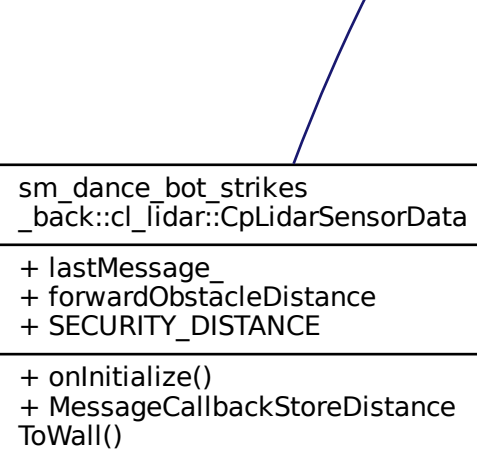 sm_dance_bot_strikes
_back::cl_lidar::CpLidarSensorData
+ lastMessage_
+ forwardObstacleDistance
+ SECURITY_DISTANCE
+ onInitialize()
+ MessageCallbackStoreDistance
ToWall()